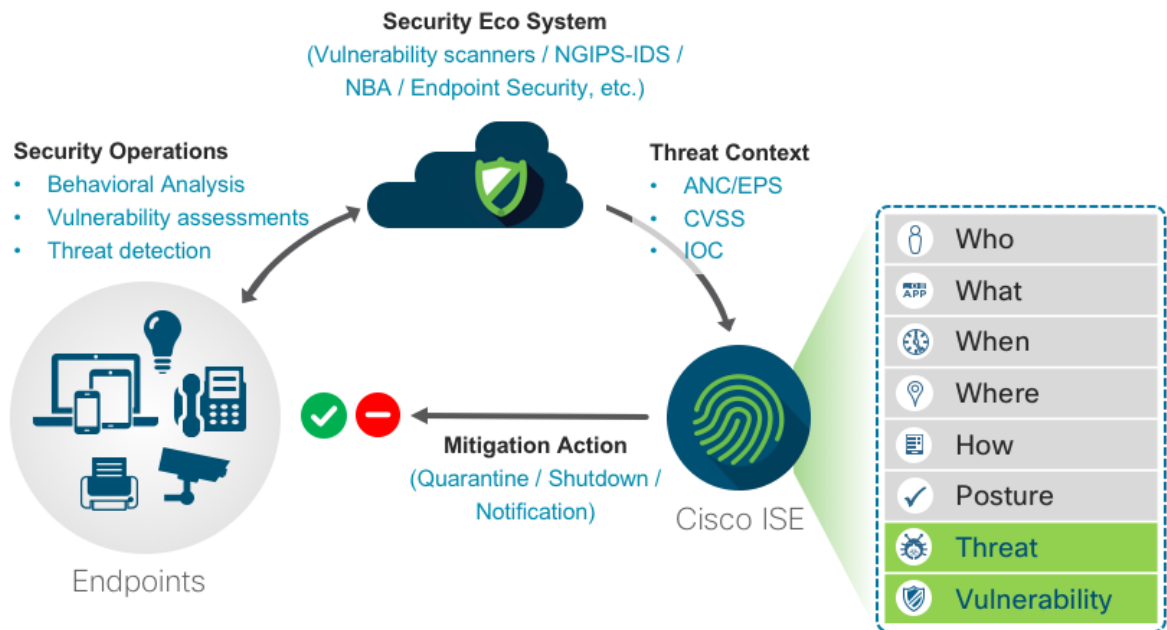 Security Eco System
(Vulnerability scanners / NGIPS-IDS /
NBA / Endpoint Security, etc.)
Security Operations
• Behavioral Analysis
• Vulnerability assessments
• Threat detection
Threat Context
• ANC/EPS
• CVSS
• IOC
Mitigation Action
(Quarantine / Shutdown /
Notification)
Endpoints
Cisco ISE
Who
APP
What
When
Where
How
Posture
Threat
Vulnerability